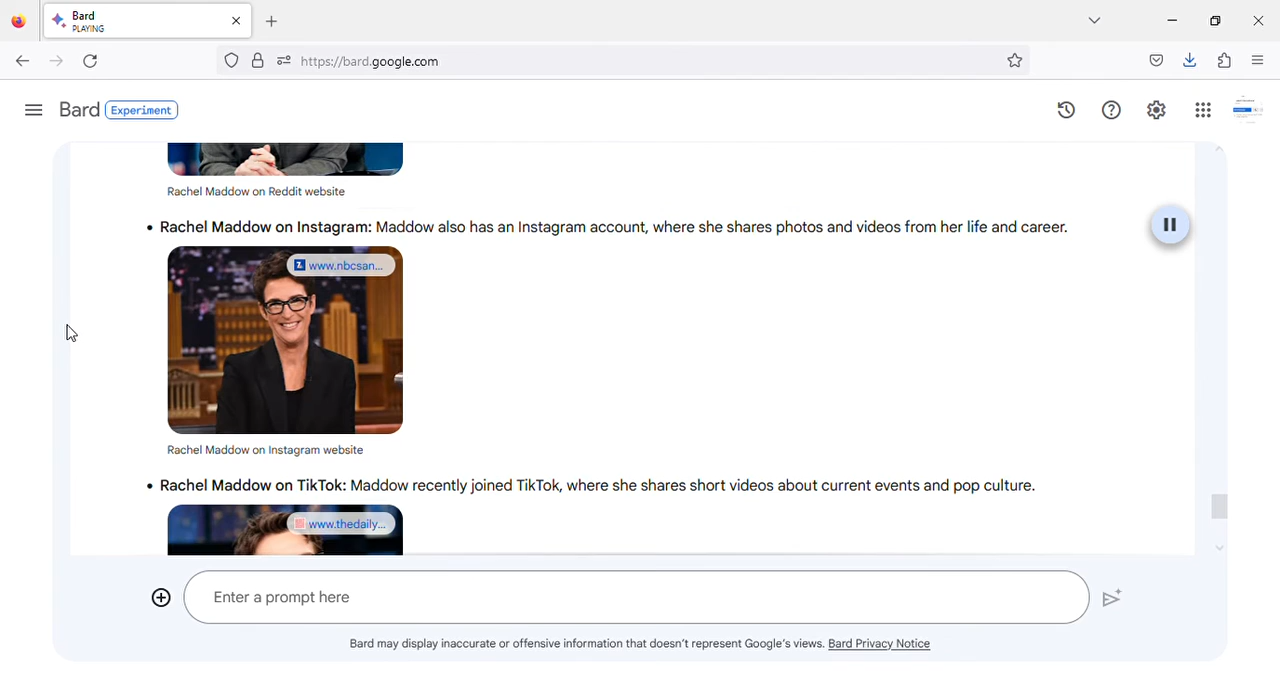 Bard
PLAYING
https://bard.google.com
Bard Experiment
Rachel Maddow on Reddit website
• Rachel Maddow on Instagram: Maddow also has an Instagram account, where she shares photos and videos from her life and career.
www.nbcsan...
Rachel Maddow on Instagram website
• Rachel Maddow on TikTok: Maddow recently joined TikTok, where she shares short videos about current events and pop culture.
www.thedaily...
Enter a prompt here
Bard may display inaccurate or offensive information that doesn't represent Google's views. Bard Privacy Notice